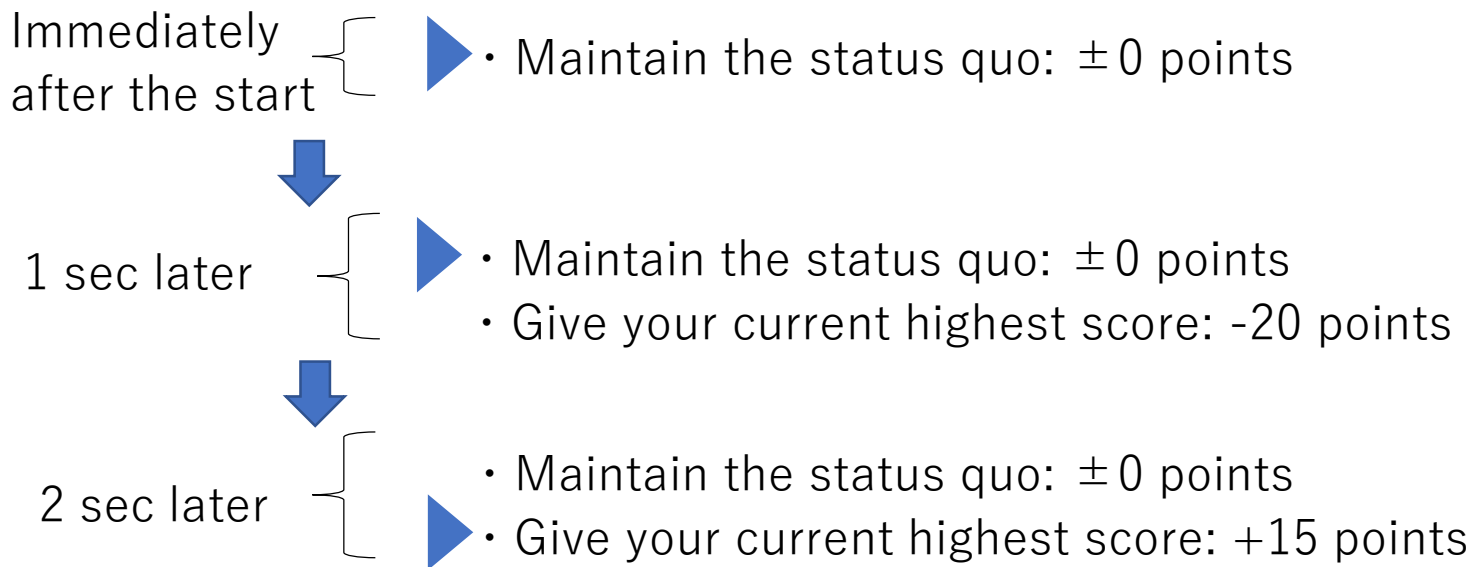 Immediately
after the start
・Maintain the status quo: ±0 points
1 sec later
・Maintain the status quo: ±0 points
・Give your current highest score: -20 points
2 sec later
・Maintain the status quo: ±0 points
・Give your current highest score: +15 points